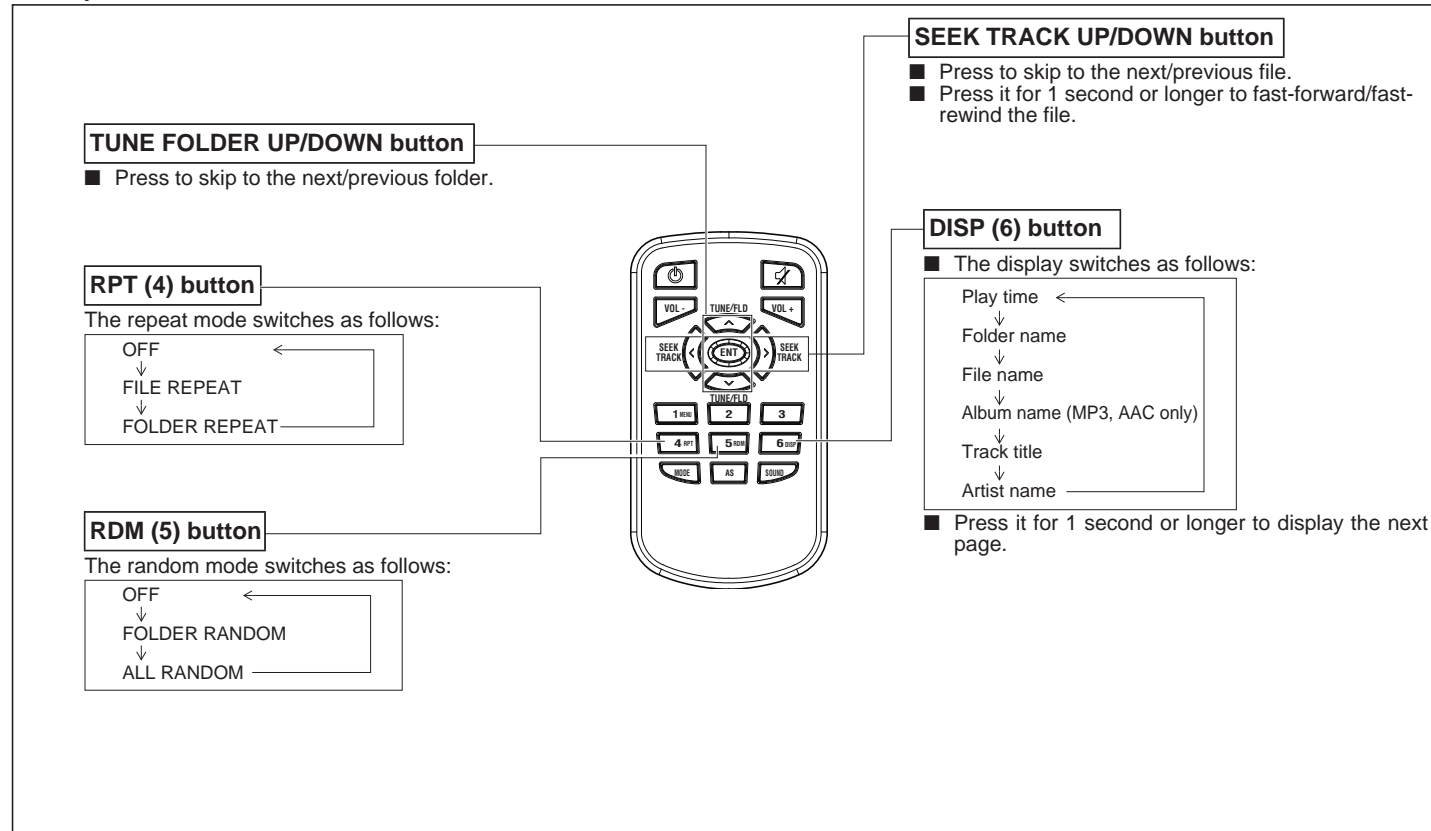 SEEK TRACK UP/DOWN button
■ Press to skip to the next/previous file.
■ Press it for 1 second or longer to fast-forward/fast-
rewind the file.
TUNE FOLDER UP/DOWN button
■ Press to skip to the next/previous folder.
DISP (6) button
■ The display switches as follows:
Play time
Folder name
File name
Album name (MP3, AAC only)
Track title
Artist name
■ Press it for 1 second or longer to display the next
page.
RPT (4) button
The repeat mode switches as follows:
OFF
FILE REPEAT
FOLDER REPEAT
RDM (5) button
The random mode switches as follows:
OFF
FOLDER RANDOM
ALL RANDOM
VOL - TUNE/FLD VOL +
SEEK
TRACK
ENT
SEEK
TRACK
TUNE/FLD
1 MENU 2 3
4 RPT 5 RDM 6 DISP
MODE AS SOUND